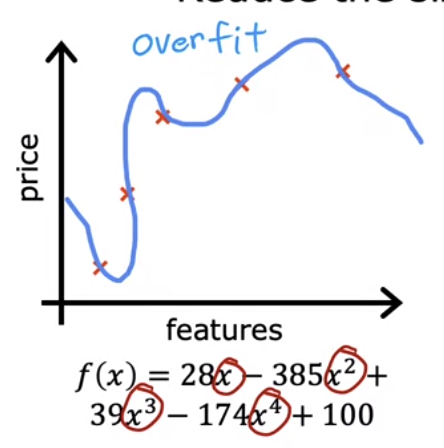 overfit
price
features
f(x) = 28x − 385x² +
39x³ − 174x⁴ + 100